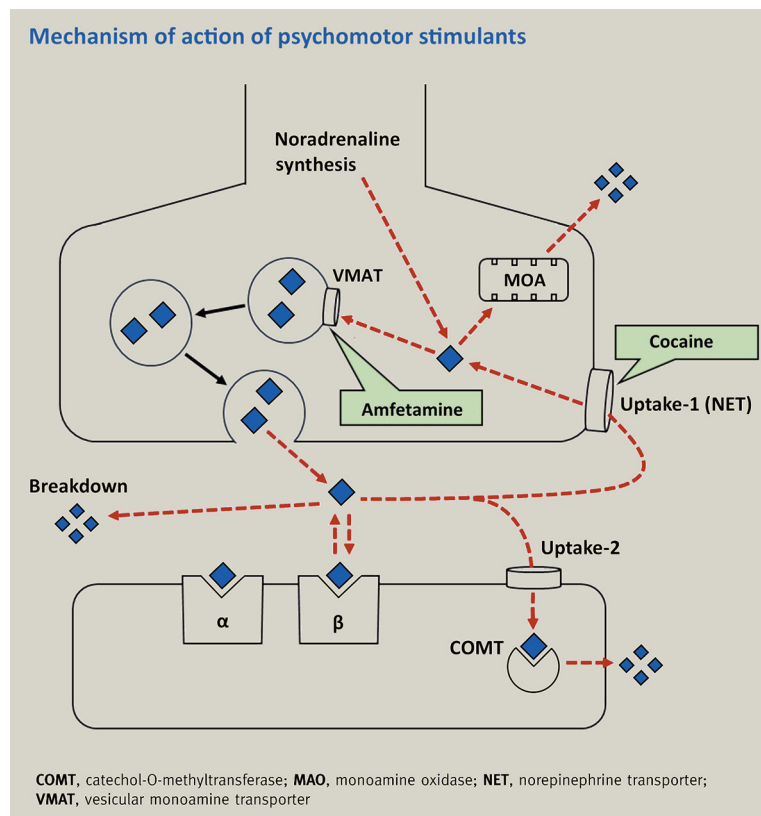 Mechanism of action of psychomotor stimulants
Noradrenaline
synthesis
VMAT
MOA
Cocaine
Amfetamine
Uptake-1 (NET)
Breakdown
Uptake-2
α
β
COMT
COMT, catechol-O-methyltransferase; MAO, monoamine oxidase; NET, norepinephrine transporter;
VMAT, vesicular monoamine transporter